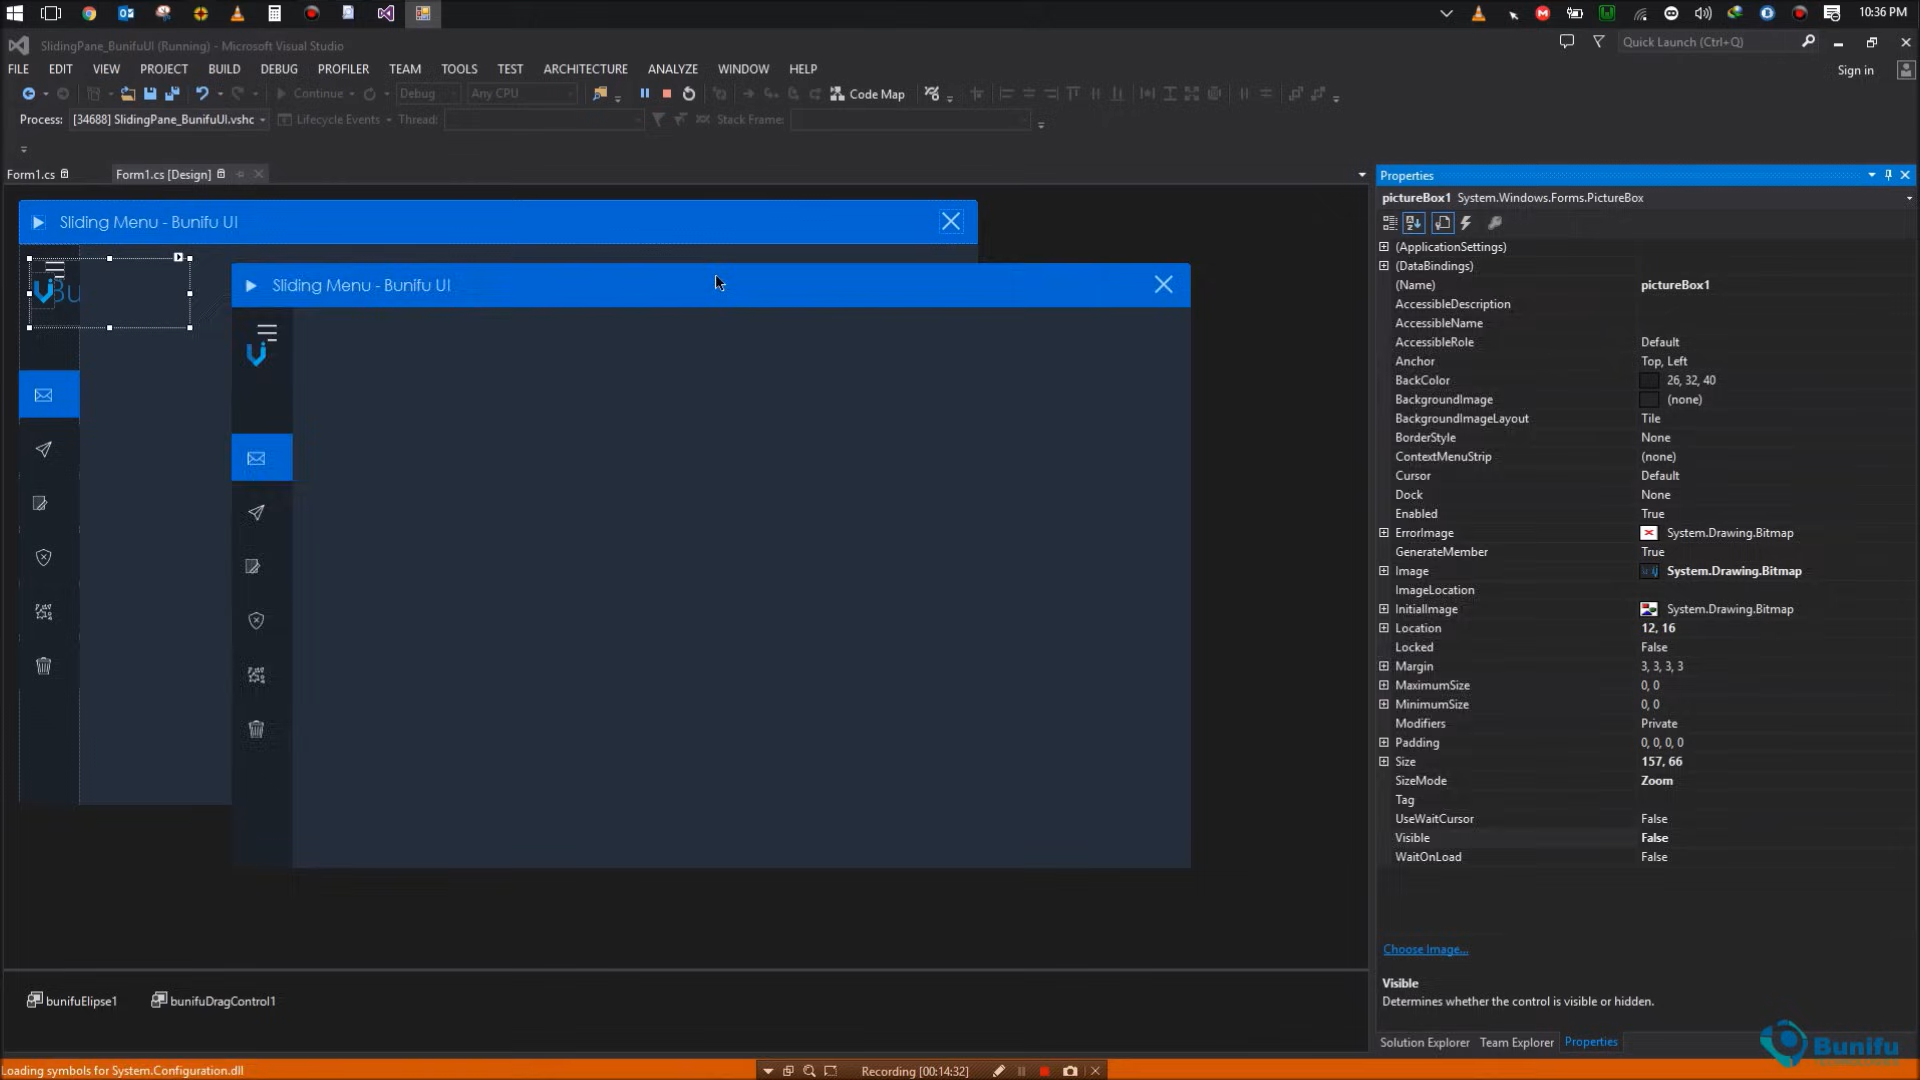 10:36 PM
SlidingPane_BunifuUI (Running) - Microsoft Visual Studio
Quick Launch (Ctrl+Q)
FILE EDIT VIEW PROJECT BUILD DEBUG PROFILER TEAM TOOLS TEST ARCHITECTURE ANALYZE WINDOW HELP
Sign in
Continue Debug Any CPU Code Map
Process: [34688] SlidingPane_BunifuUI.vshc Lifecycle Events Thread: Stack Frame:
Form1.cs Form1.cs [Design]
Properties
pictureBox1 System.Windows.Forms.PictureBox
Sliding Menu - Bunifu UI
Bu
Sliding Menu - Bunifu UI
(ApplicationSettings)
(DataBindings)
(Name) pictureBox1
AccessibleDescription
AccessibleName
AccessibleRole Default
Anchor Top, Left
BackColor 26, 32, 40
BackgroundImage (none)
BackgroundImageLayout Tile
BorderStyle None
ContextMenuStrip (none)
Cursor Default
Dock None
Enabled True
ErrorImage System.Drawing.Bitmap
GenerateMember True
Image System.Drawing.Bitmap
ImageLocation
InitialImage System.Drawing.Bitmap
Location 12, 16
Locked False
Margin 3, 3, 3, 3
MaximumSize 0, 0
MinimumSize 0, 0
Modifiers Private
Padding 0, 0, 0, 0
Size 157, 66
SizeMode Zoom
Tag
UseWaitCursor False
Visible False
WaitOnLoad False
Choose Image...
Visible
Determines whether the control is visible or hidden.
bunifuElipse1 bunifuDragControl1
Solution Explorer Team Explorer Properties
Bunifu
Loading symbols for System.Configuration.dll
Recording [00:14:32]